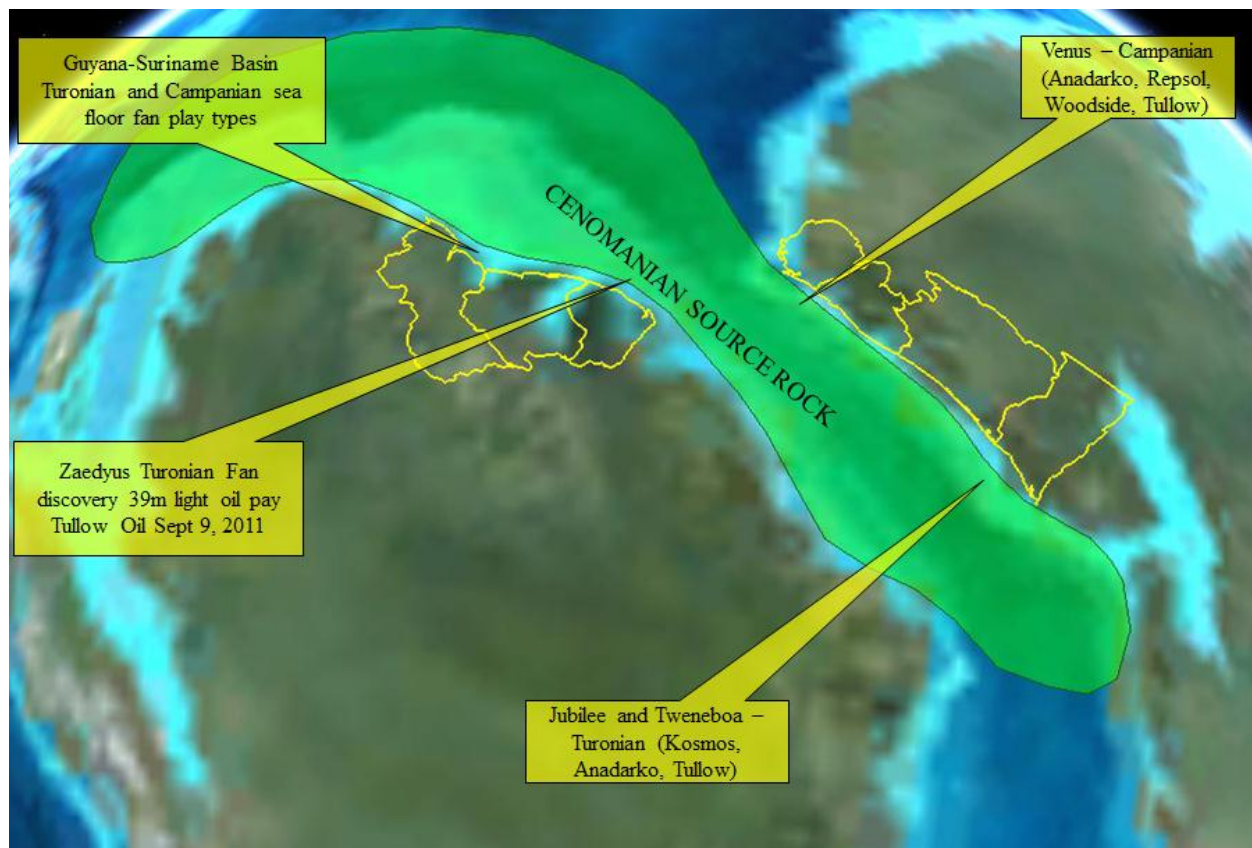 Guyana-Suriname Basin
Turonian and Campanian sea
floor fan play types
Venus – Campanian
(Anadarko, Repsol,
Woodside, Tullow)
CENOMANIAN SOURCE ROCK
Zaedyus Turonian Fan
discovery 39m light oil pay
Tullow Oil Sept 9, 2011
Jubilee and Tweneboa –
Turonian (Kosmos,
Anadarko, Tullow)